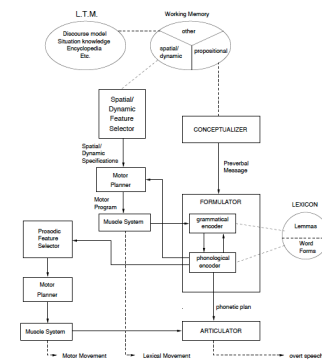 L.T.M.
Working Memory
Discourse model
Situation knowledge
Encyclopedia
Etc.
other
spatial/
dynamic
propositional
Spatial/
Dynamic
Feature
Selector
CONCEPTUALIZER
Spatial/
Dynamic
Specifications
Preverbal
Message
Motor
Planner
Motor
Program
FORMULATOR
LEXICON
Muscle System
grammatical
encoder
Lemmas
Word
Forms
Prosodic
Feature
Selector
phonological
encoder
Motor
Planner
phonetic plan
Muscle System
ARTICULATOR
Motor Movement
Lexical Movement
overt speech